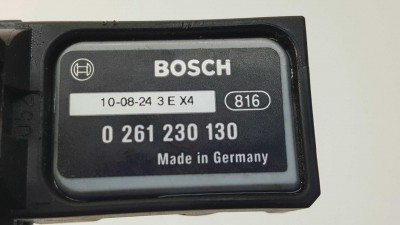 BOSCH
10-08-24 3 E X4 816
0 261 230 130
Made in Germany